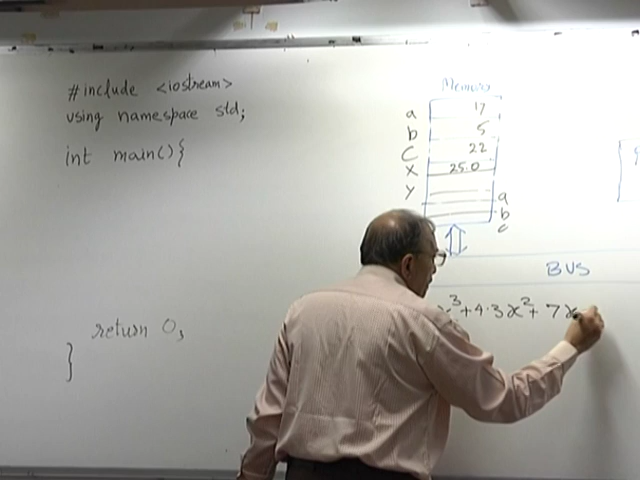 #include <iostream>
using namespace std;
int main(){
return 0;
}
Memory
a 17
b 5
C 22
X 25.0
Y
a
b
c
BUS
x³+4.3x²+7x